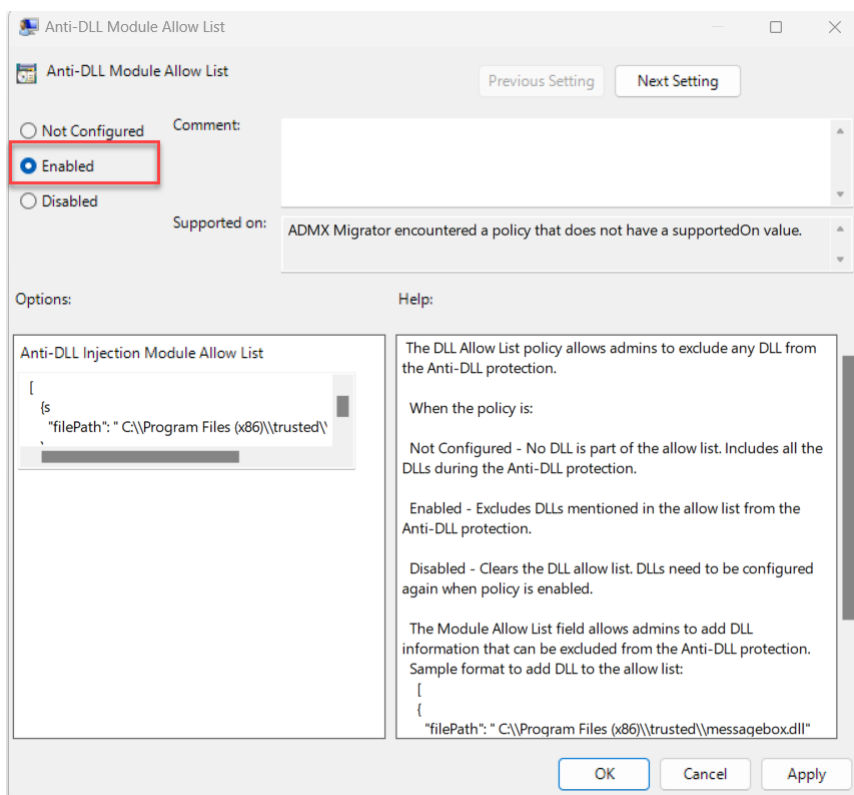 Anti-DLL Module Allow List
Anti-DLL Module Allow List
Previous Setting
Next Setting
Not Configured
Comment:
Enabled
Disabled
Supported on:
ADMX Migrator encountered a policy that does not have a supportedOn value.
Options:
Help:
Anti-DLL Injection Module Allow List
[
{s
"filePath": " C:\\Program Files (x86)\\trusted\\
The DLL Allow List policy allows admins to exclude any DLL from
the Anti-DLL protection.
When the policy is:
Not Configured - No DLL is part of the allow list. Includes all the
DLLs during the Anti-DLL protection.
Enabled - Excludes DLLs mentioned in the allow list from the
Anti-DLL protection.
Disabled - Clears the DLL allow list. DLLs need to be configured
again when policy is enabled.
The Module Allow List field allows admins to add DLL
information that can be excluded from the Anti-DLL protection.
Sample format to add DLL to the allow list:
[
{
"filePath": " C:\\Program Files (x86)\\trusted\\messagebox.dll"
OK
Cancel
Apply